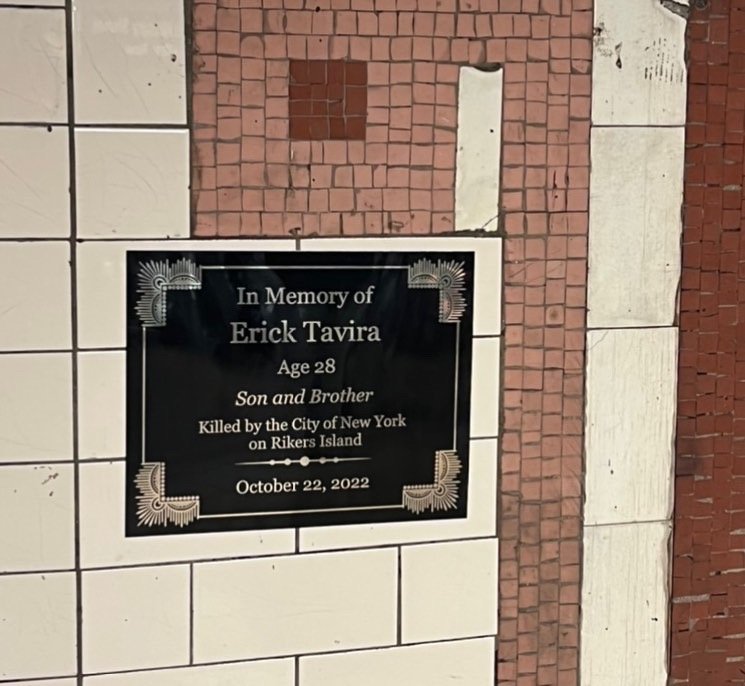 In Memory of
Erick Tavira
Age 28
Son and Brother
Killed by the City of New York
on Rikers Island
October 22, 2022